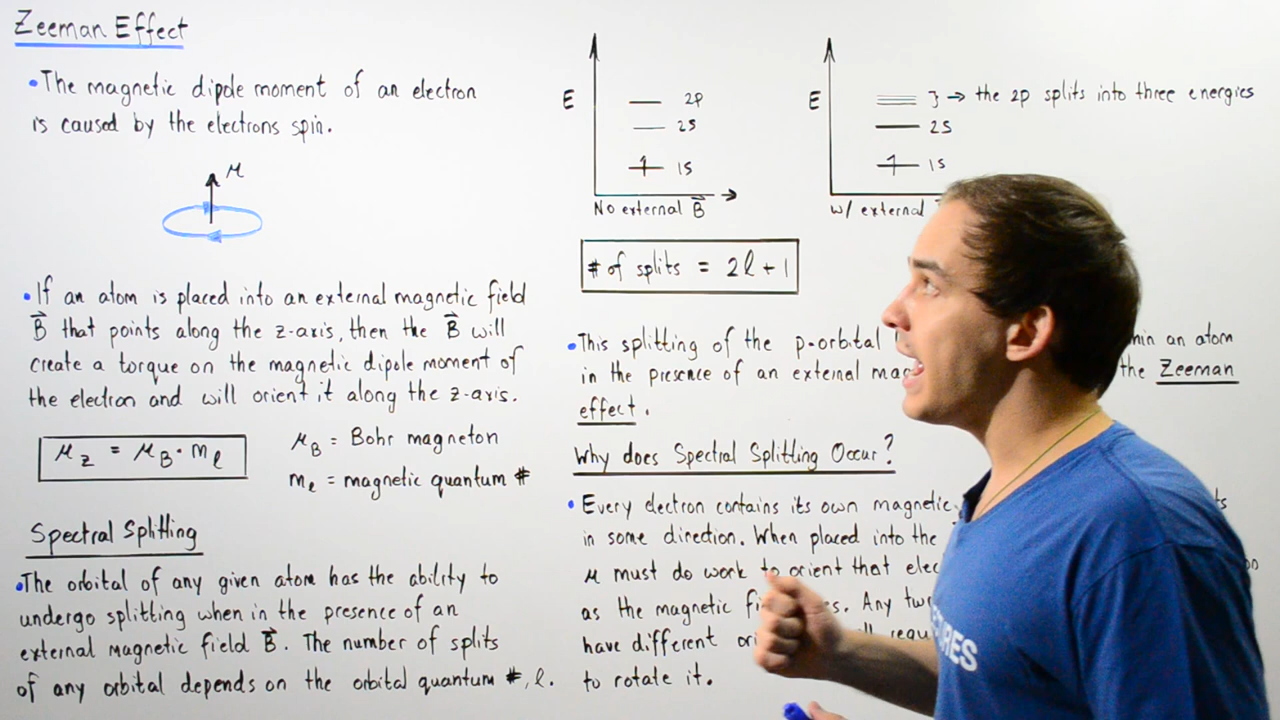 Zeeman Effect
•The magnetic dipole moment of an electron
is caused by the electrons spin.
μ
•If an atom is placed into an external magnetic field
B⃗ that points along the z-axis, then the B⃗ will
create a torque on the magnetic dipole moment of
the electron and will orient it along the z-axis.
μz = μB · mℓ
μB = Bohr magneton
mℓ = magnetic quantum #
Spectral Splitting
•The orbital of any given atom has the ability to
undergo splitting when in the presence of an
external magnetic field B⃗. The number of splits
of any orbital depends on the orbital quantum #, ℓ.
E
2p
2s
1s
No external B⃗
E
→ the 2p splits into three energies
2s
1s
w/ external
# of splits = 2ℓ + 1
•This splitting of the p-orbital an atom
in the presence of an external the Zeeman
effect.
Why does Spectral Splitting Occur?
•Every electron contains its own magnetic
in some direction. When placed into the
μ must do work to orient that
as the magnetic Any
have different
to rotate it.